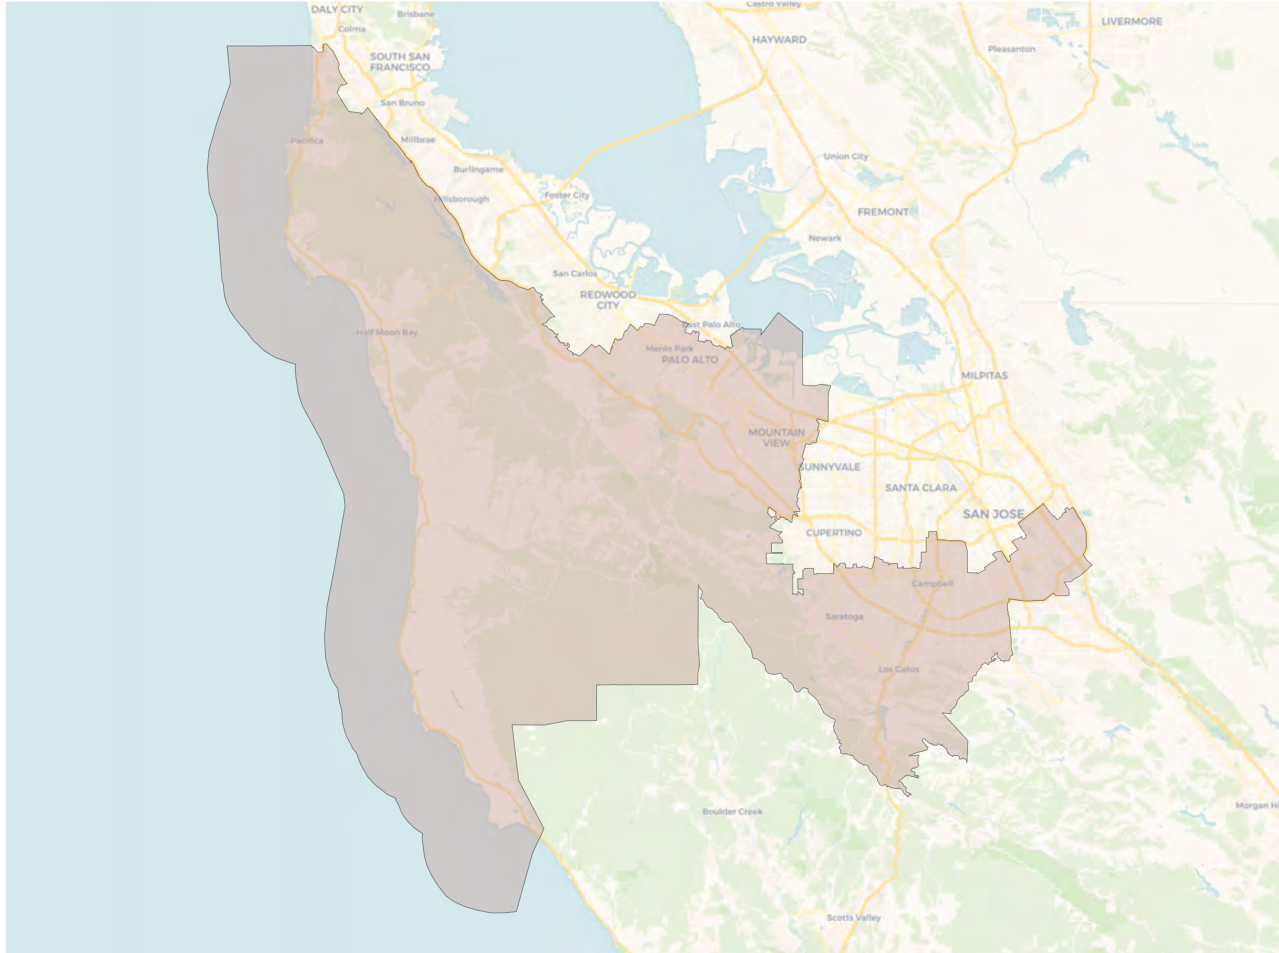 DALY CITY
Brisbane
Colma
Castro Valley
LIVERMORE
HAYWARD
Pleasanton
SOUTH SAN
FRANCISCO
San Bruno
Pacifica
Millbrae
Union City
Burlingame
Hillsborough
Foster City
FREMONT
Newark
San Carlos
REDWOOD
CITY
East Palo Alto
Half Moon Bay
Menlo Park
PALO ALTO
MILPITAS
MOUNTAIN
VIEW
SUNNYVALE
SANTA CLARA
SAN JOSE
CUPERTINO
Campbell
Saratoga
Los Gatos
Boulder Creek
Morgan Hi
Scotts Valley